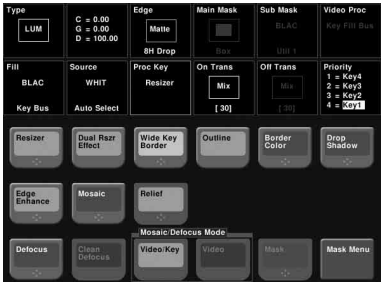 Type
Edge
Main Mask
Sub Mask
Video Proc
LUM
C = 0.00
G = 0.00
D = 100.00
Matte
8H Drop
Box
BLAC
Util 1
Key Fill Bus
Fill
Source
Proc Key
On Trans
Off Trans
Priority
BLAC
WHIT
Resizer
Mix
Mix
1 = Key4
2 = Key3
3 = Key2
4 = Key1
Key Bus
Auto Select
[ 30]
[ 30]
Resizer
Dual Rszr Effect
Wide Key Border
Outline
Border Color
Drop Shadow
Edge Enhance
Mosaic
Relief
Mosaic/Defocus Mode
Defocus
Clean Defocus
Video/Key
Video
Mask
Mask Menu